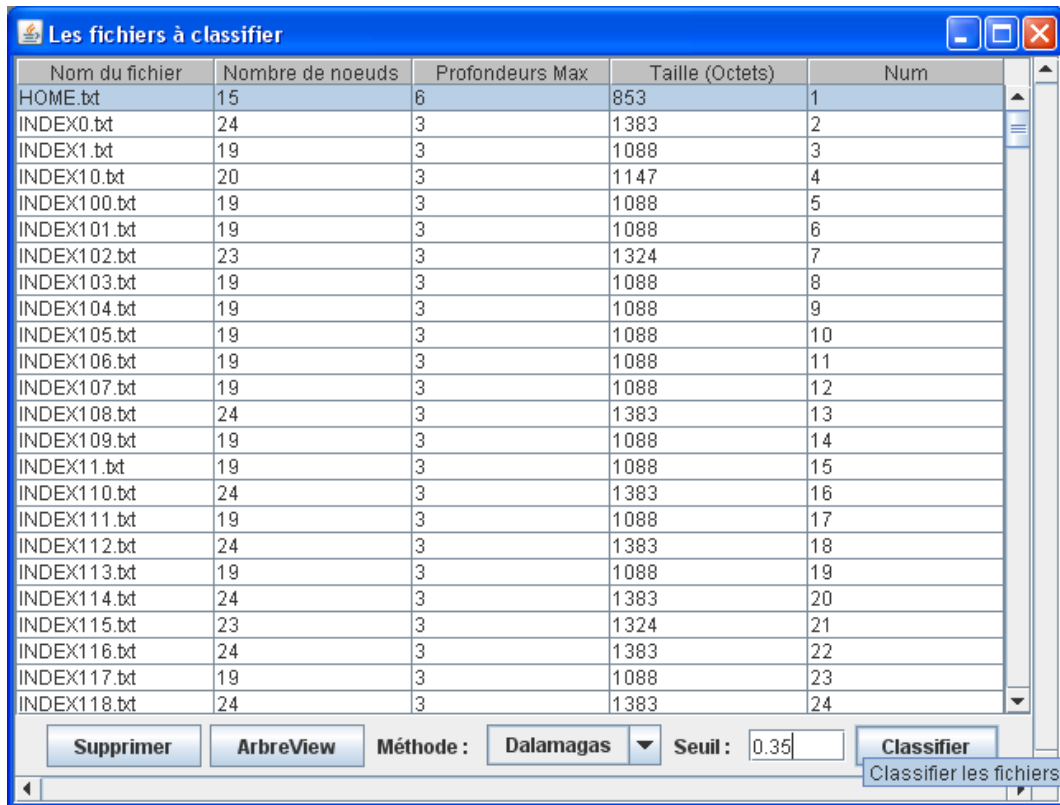 Les fichiers à classifier
Nom du fichier Nombre de noeuds Profondeurs Max Taille (Octets) Num
HOME.txt 15 6 853 1
INDEX0.txt 24 3 1383 2
INDEX1.txt 19 3 1088 3
INDEX10.txt 20 3 1147 4
INDEX100.txt 19 3 1088 5
INDEX101.txt 19 3 1088 6
INDEX102.txt 23 3 1324 7
INDEX103.txt 19 3 1088 8
INDEX104.txt 19 3 1088 9
INDEX105.txt 19 3 1088 10
INDEX106.txt 19 3 1088 11
INDEX107.txt 19 3 1088 12
INDEX108.txt 24 3 1383 13
INDEX109.txt 19 3 1088 14
INDEX11.txt 19 3 1088 15
INDEX110.txt 24 3 1383 16
INDEX111.txt 19 3 1088 17
INDEX112.txt 24 3 1383 18
INDEX113.txt 19 3 1088 19
INDEX114.txt 24 3 1383 20
INDEX115.txt 23 3 1324 21
INDEX116.txt 24 3 1383 22
INDEX117.txt 19 3 1088 23
INDEX118.txt 24 3 1383 24
Supprimer ArbreView Méthode : Dalamagas Seuil : 0.35 Classifier
Classifier les fichiers